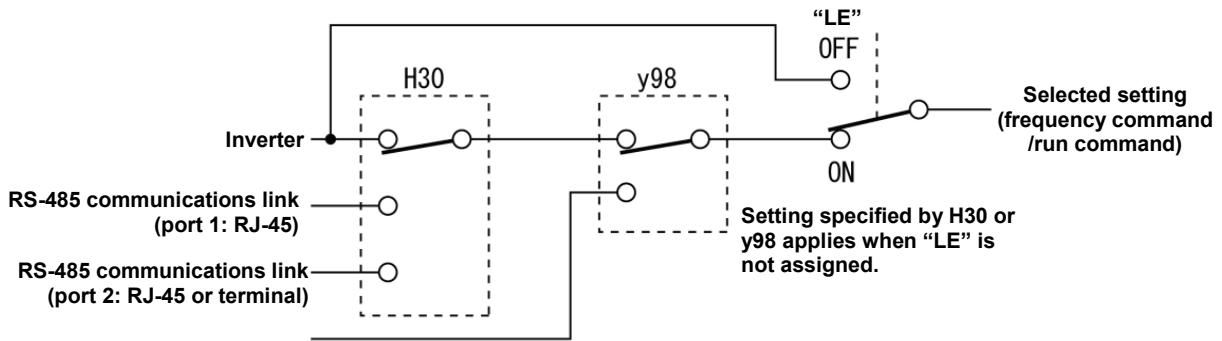 “LE”
OFF
H30
y98
Selected setting
(frequency command
/run command)
Inverter
ON
RS-485 communications link
(port 1: RJ-45)
Setting specified by H30 or
y98 applies when “LE” is
not assigned.
RS-485 communications link
(port 2: RJ-45 or terminal)